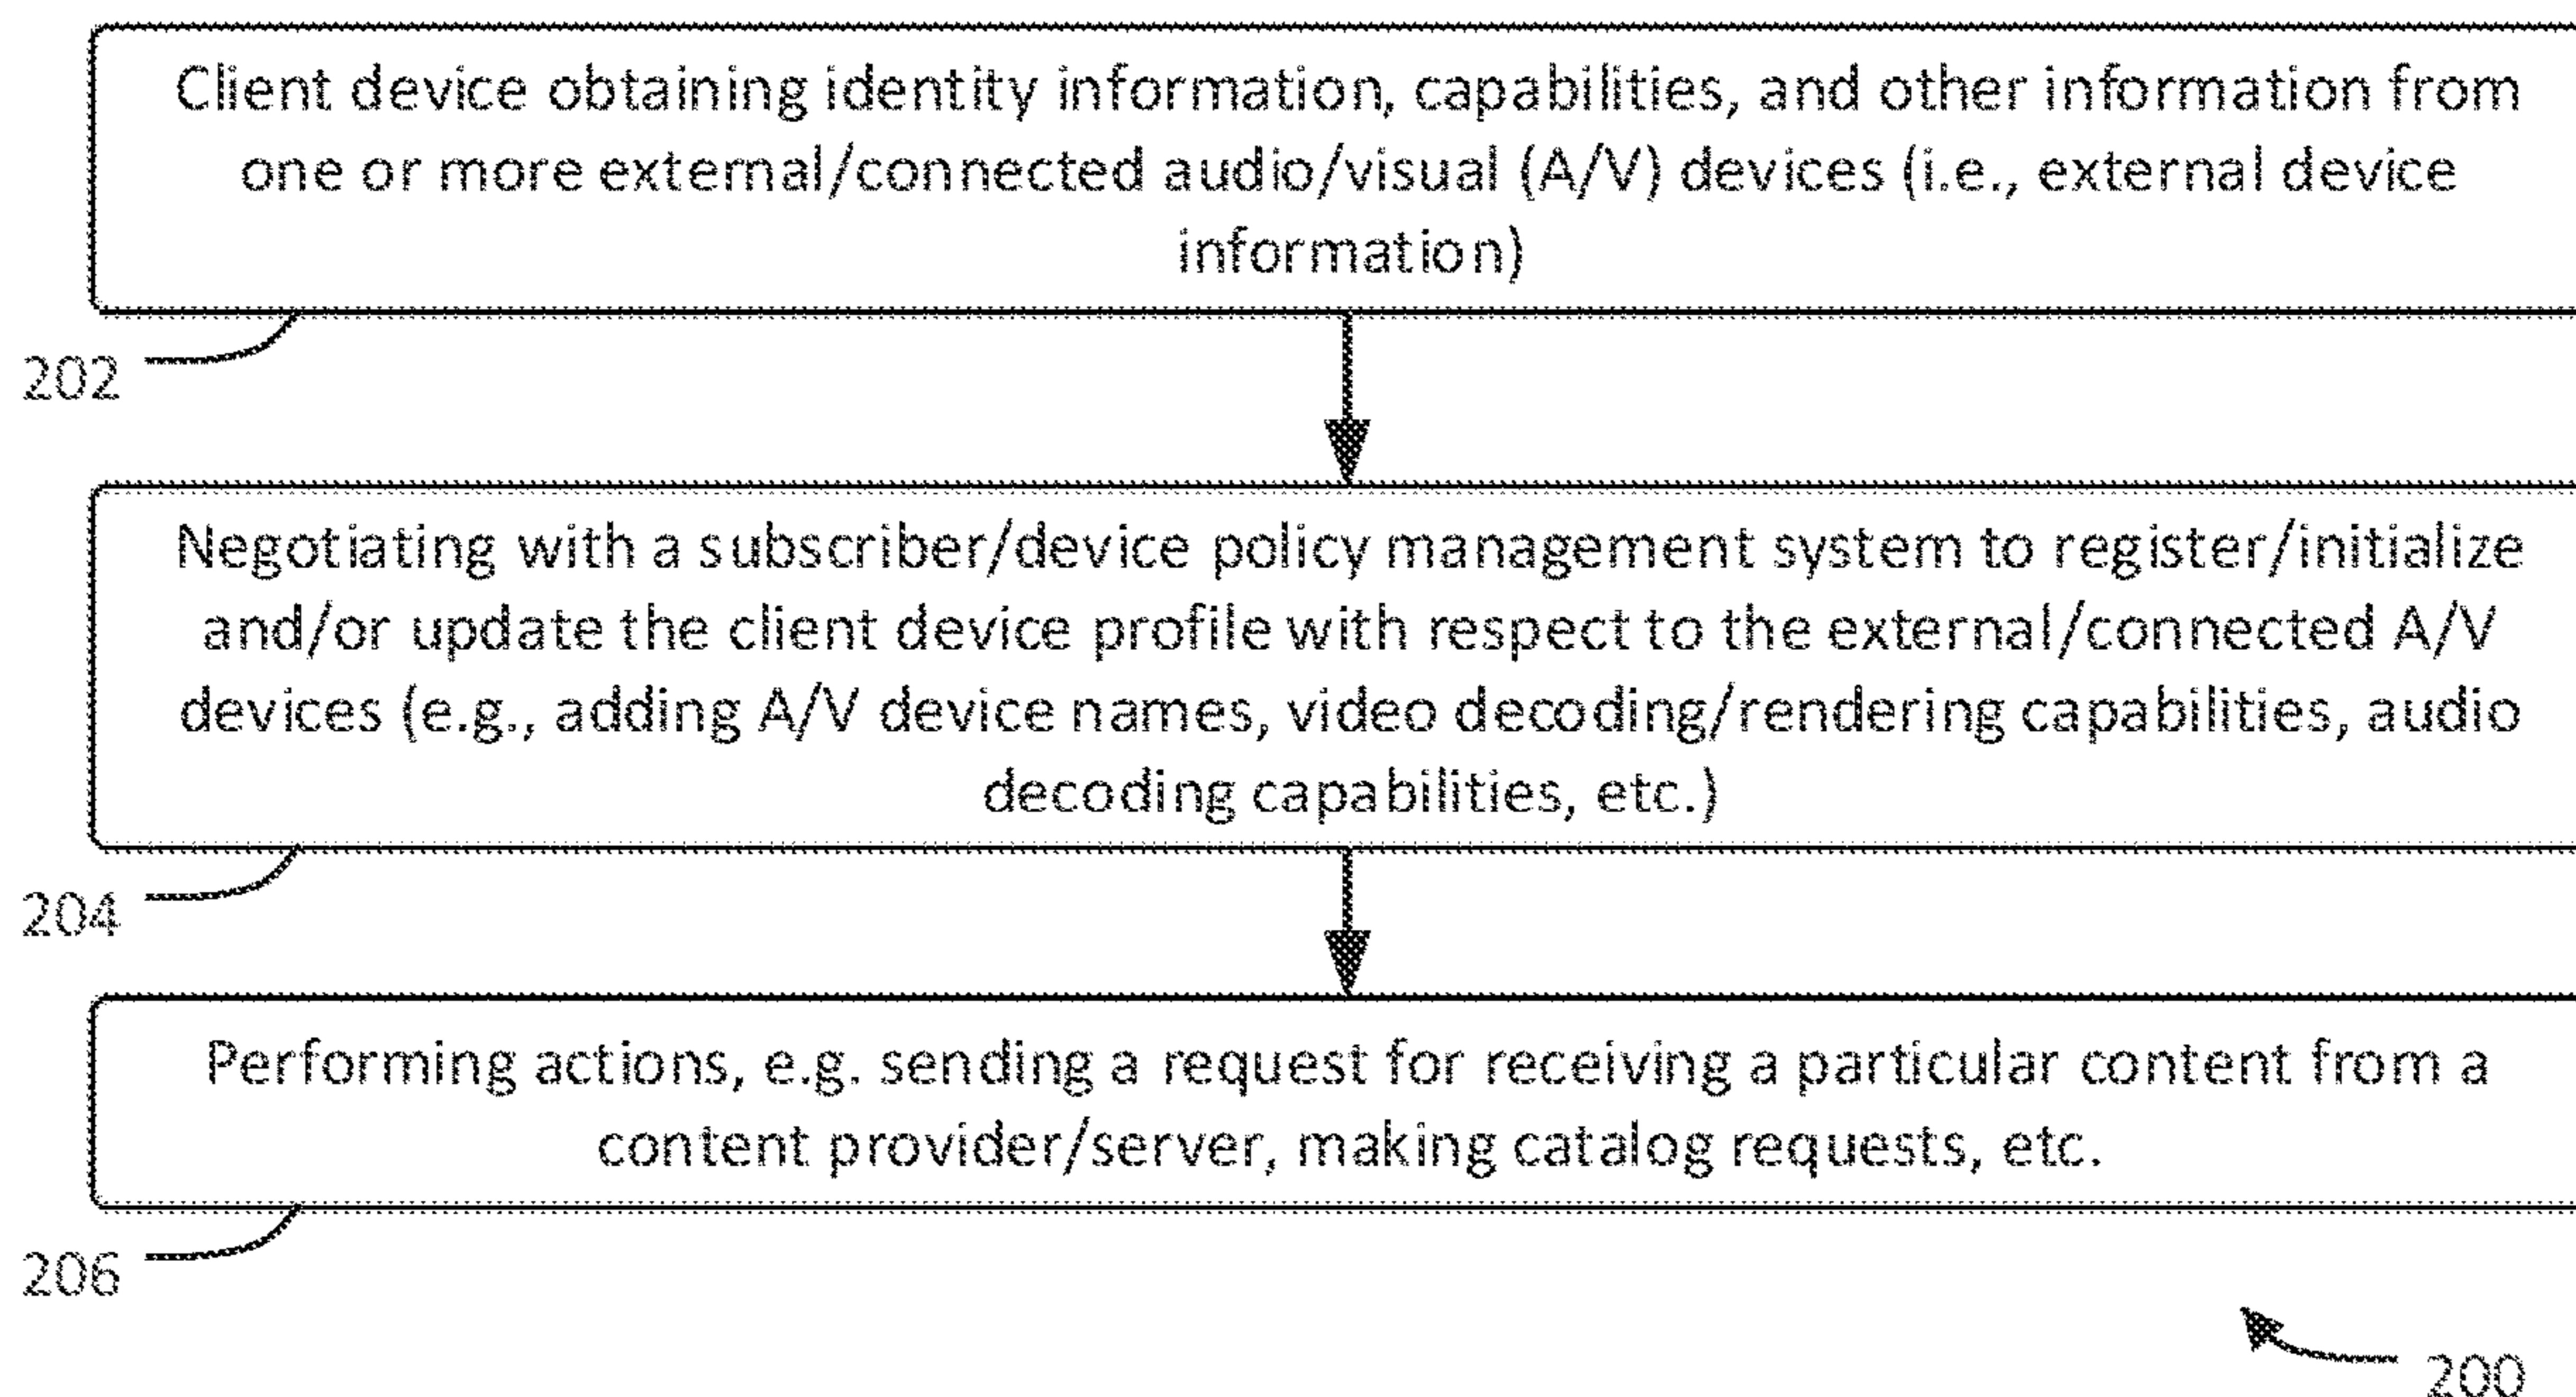 Client device obtaining identity information, capabilities, and other information from
one or more external/connected audio/visual (A/V) devices (i.e., external device
information)
202
Negotiating with a subscriber/device policy management system to register/initialize
and/or update the client device profile with respect to the external/connected A/V
devices (e.g., adding A/V device names, video decoding/rendering capabilities, audio
decoding capabilities, etc.)
204
Performing actions, e.g. sending a request for receiving a particular content from a
content provider/server, making catalog requests, etc.
206
200